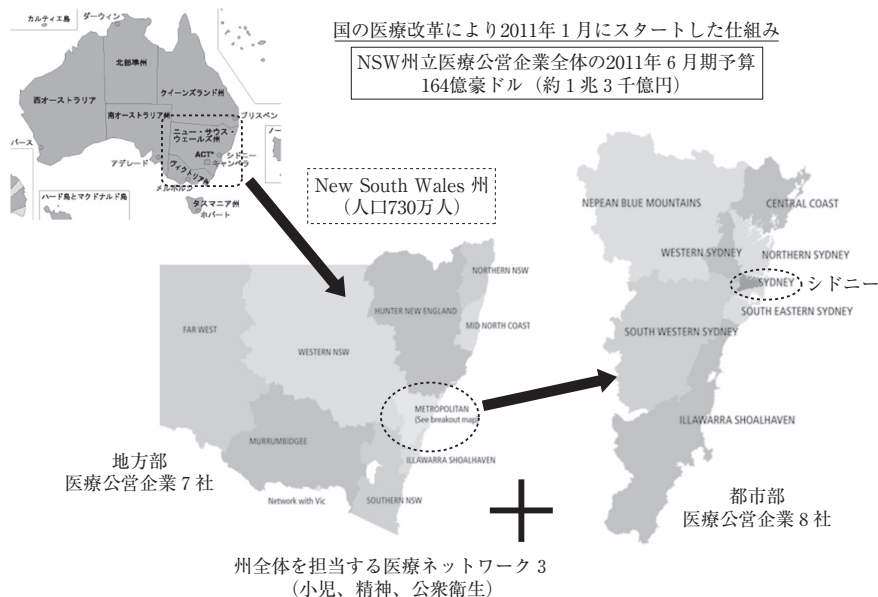 国の医療改革により2011年1月にスタートした仕組み
NSW州立医療公営企業全体の2011年6月期予算
164億豪ドル（約1兆3千億円）
カルティエ島
ダーウィン
北部準州
クイーンズランド州
西オーストラリア
南オーストラリア州
ブリスベン
ニュー・サウス・
ウェールズ州
パース
ACT*
シドニー
キャンベラ
アデレード
ヴィクトリア州
メルボルン
ハード島とマクドナルド島
タスマニア州
ホバート
New South Wales 州
（人口730万人）
NEPEAN BLUE MOUNTAINS
CENTRAL COAST
WESTERN SYDNEY
NORTHERN SYDNEY
SYDNEY
シドニー
SOUTH EASTERN SYDNEY
SOUTH WESTERN SYDNEY
ILLAWARRA SHOALHAVEN
都市部
医療公営企業8社
NORTHERN NSW
HUNTER NEW ENGLAND
MID NORTH COAST
FAR WEST
WESTERN NSW
METROPOLITAN
(See breakout map)
MURRUMBIDGEE
ILLAWARRA SHOALHAVEN
Network with Vic
SOUTHERN NSW
地方部
医療公営企業7社
州全体を担当する医療ネットワーク3
（小児、精神、公衆衛生）